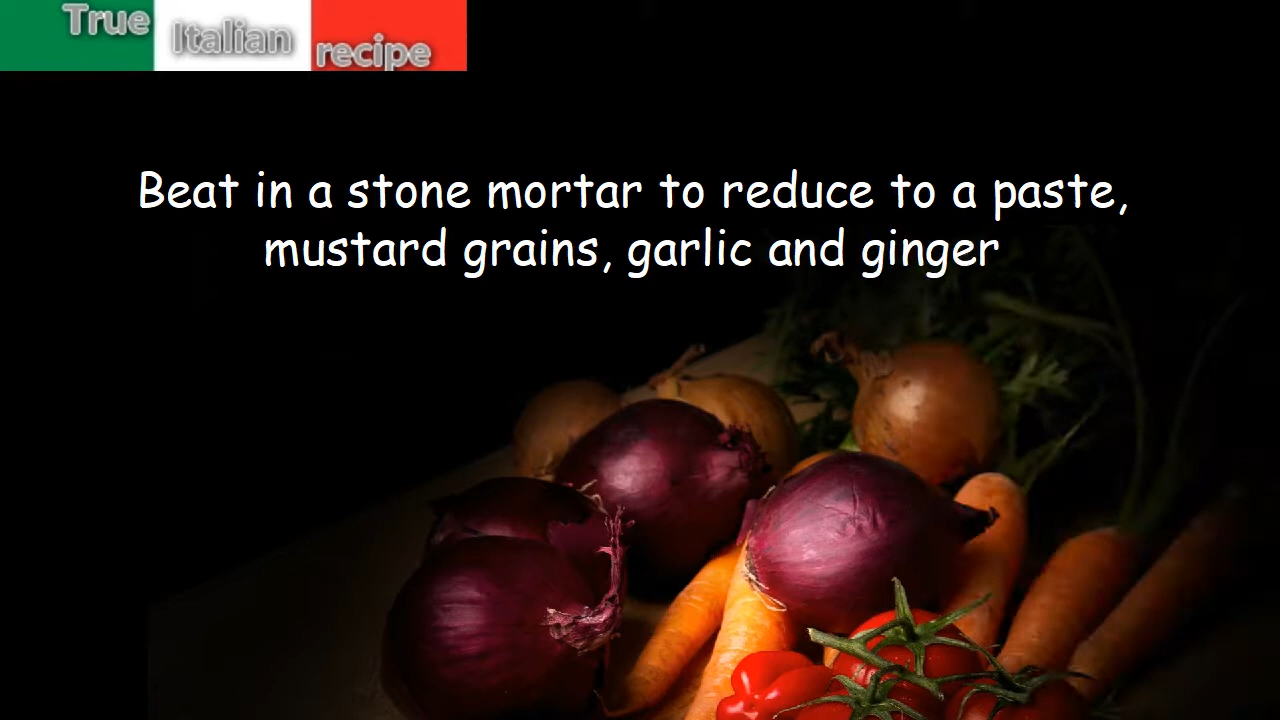 True
Italian
recipe
Beat in a stone mortar to reduce to a paste,
mustard grains, garlic and ginger